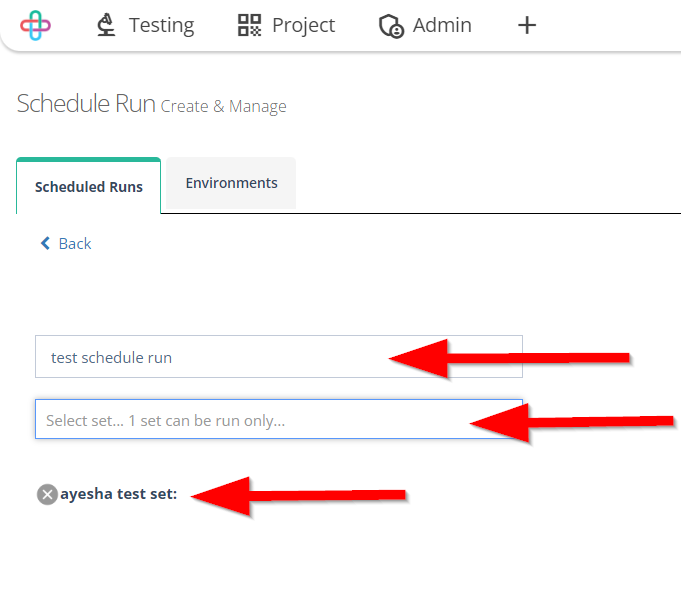 Testing Project Admin
Schedule Run Create & Manage
Scheduled Runs Environments
Back
test schedule run
Select set... 1 set can be run only...
ayesha test set: